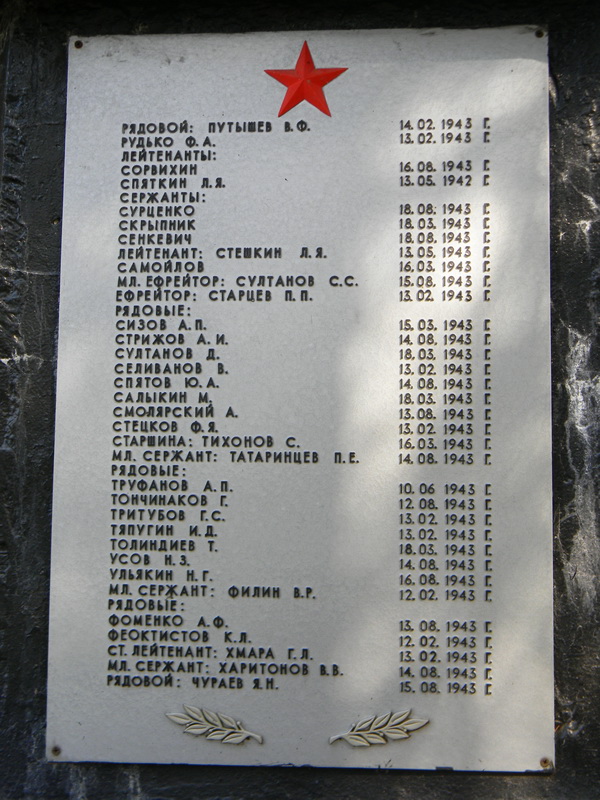 РЯДОВОЙ: ПУТЫШЕВ В.Ф. 14.02.1943 Г.
РУДЬКО Ф.А. 13.02.1943 Г.
ЛЕЙТЕНАНТЫ:
СОРВИХИН 16.08.1943 Г.
СПЯТКИН Л.Я. 13.05.1942 Г.
СЕРЖАНТЫ:
СУРЦЕНКО 18.08.1943 Г.
СКРЫПНИК 18.03.1943 Г.
СЕНКЕВИЧ 18.08.1943 Г.
ЛЕЙТЕНАНТ: СТЕШКИН Л.Я. 13.05.1943 Г.
САМОЙЛОВ 16.03.1943 Г.
МЛ. ЕФРЕЙТОР: СУЛТАНОВ С.С. 15.08.1943 Г.
ЕФРЕЙТОР: СТАРЦЕВ П.П. 13.02.1943 Г.
РЯДОВЫЕ:
СИЗОВ А.П. 15.03.1943 Г.
СТРИЖОВ А.И. 14.08.1943 Г.
СУЛТАНОВ Д. 18.03.1943 Г.
СЕЛИВАНОВ В. 13.02.1943 Г.
СПЯТОВ Ю.А. 14.08.1943 Г.
САЛЫКИН М. 18.03.1943 Г.
СМОЛЯРСКИЙ А. 13.08.1943 Г.
СТЕЦКОВ Ф.Я. 13.02.1943 Г.
СТАРШИНА: ТИХОНОВ С. 16.03.1943 Г.
МЛ. СЕРЖАНТ: ТАТАРИНЦЕВ П.Е. 14.08.1943 Г.
РЯДОВЫЕ:
ТРУФАНОВ А.П. 10.06 1943 Г.
ТОНЧИНАКОВ Г. 12.08.1943 Г.
ТРИТУБОВ Г.С. 13.02.1943 Г.
ТЯПУГИН И.Д. 13.02.1943 Г.
ТОЛИНДИЕВ Т. 18.03.1943 Г.
УСОВ Н.З. 14.08.1943 Г.
УЛЬЯКИН Н.Г. 16.08.1943 Г.
МЛ. СЕРЖАНТ: ФИЛИН В.Р. 12.02.1943 Г.
РЯДОВЫЕ:
ФОМЕНКО А.Ф. 13.08.1943 Г.
ФЕОКТИСТОВ К.Л. 12.02.1943 Г.
СТ. ЛЕЙТЕНАНТ: ХМАРА Г.Л. 13.02.1943 Г.
МЛ. СЕРЖАНТ: ХАРИТОНОВ В.В. 14.08.1943 Г.
РЯДОВОЙ: ЧУРАЕВ Я.Н. 15.08.1943 Г.